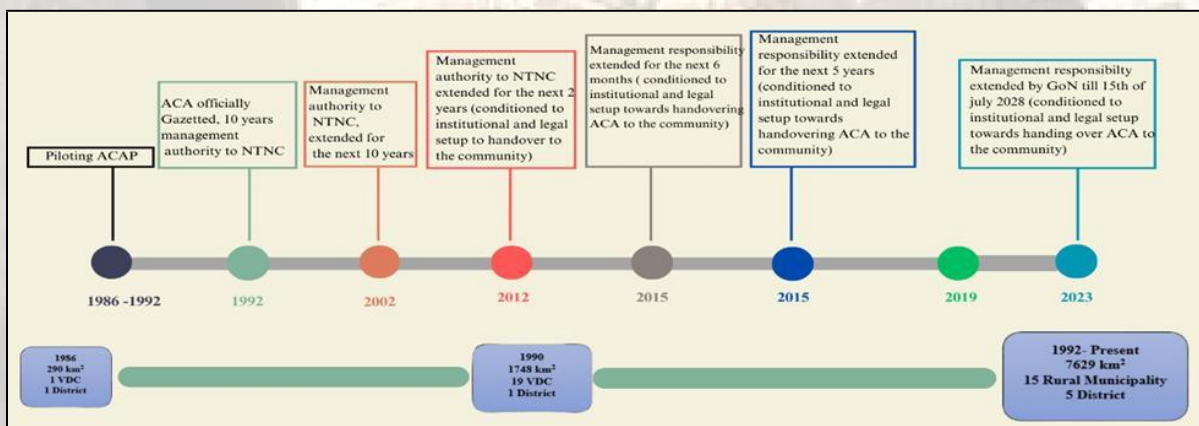 Piloting ACAP
ACA officially
Gazetted, 10 years
management
authority to NTNC
Management
authority to
NTNC,
extended for
the next 10 years
Management
authority to NTNC
extended for the next 2
years (conditioned to
institutional and legal
setup to handover to
the community)
Management responsibility
extended for the next 6
months ( conditioned to
institutional and legal
setup towards handovering
ACA to the community)
Management
responsibility extended
for the next 5 years
(conditioned to
institutional and legal
setup towards
handovering ACA to the
community)
Management responsibilty
extended by GoN till 15th of
july 2028 (conditioned to
institutional and legal setup
towards handing over ACA to
the community)
1986 -1992
1992
2002
2012
2015
2015
2019
2023
1986
290 km²
1 VDC
1 District
1990
1748 km²
19 VDC
1 District
1992- Present
7629 km²
15 Rural Municipality
5 District